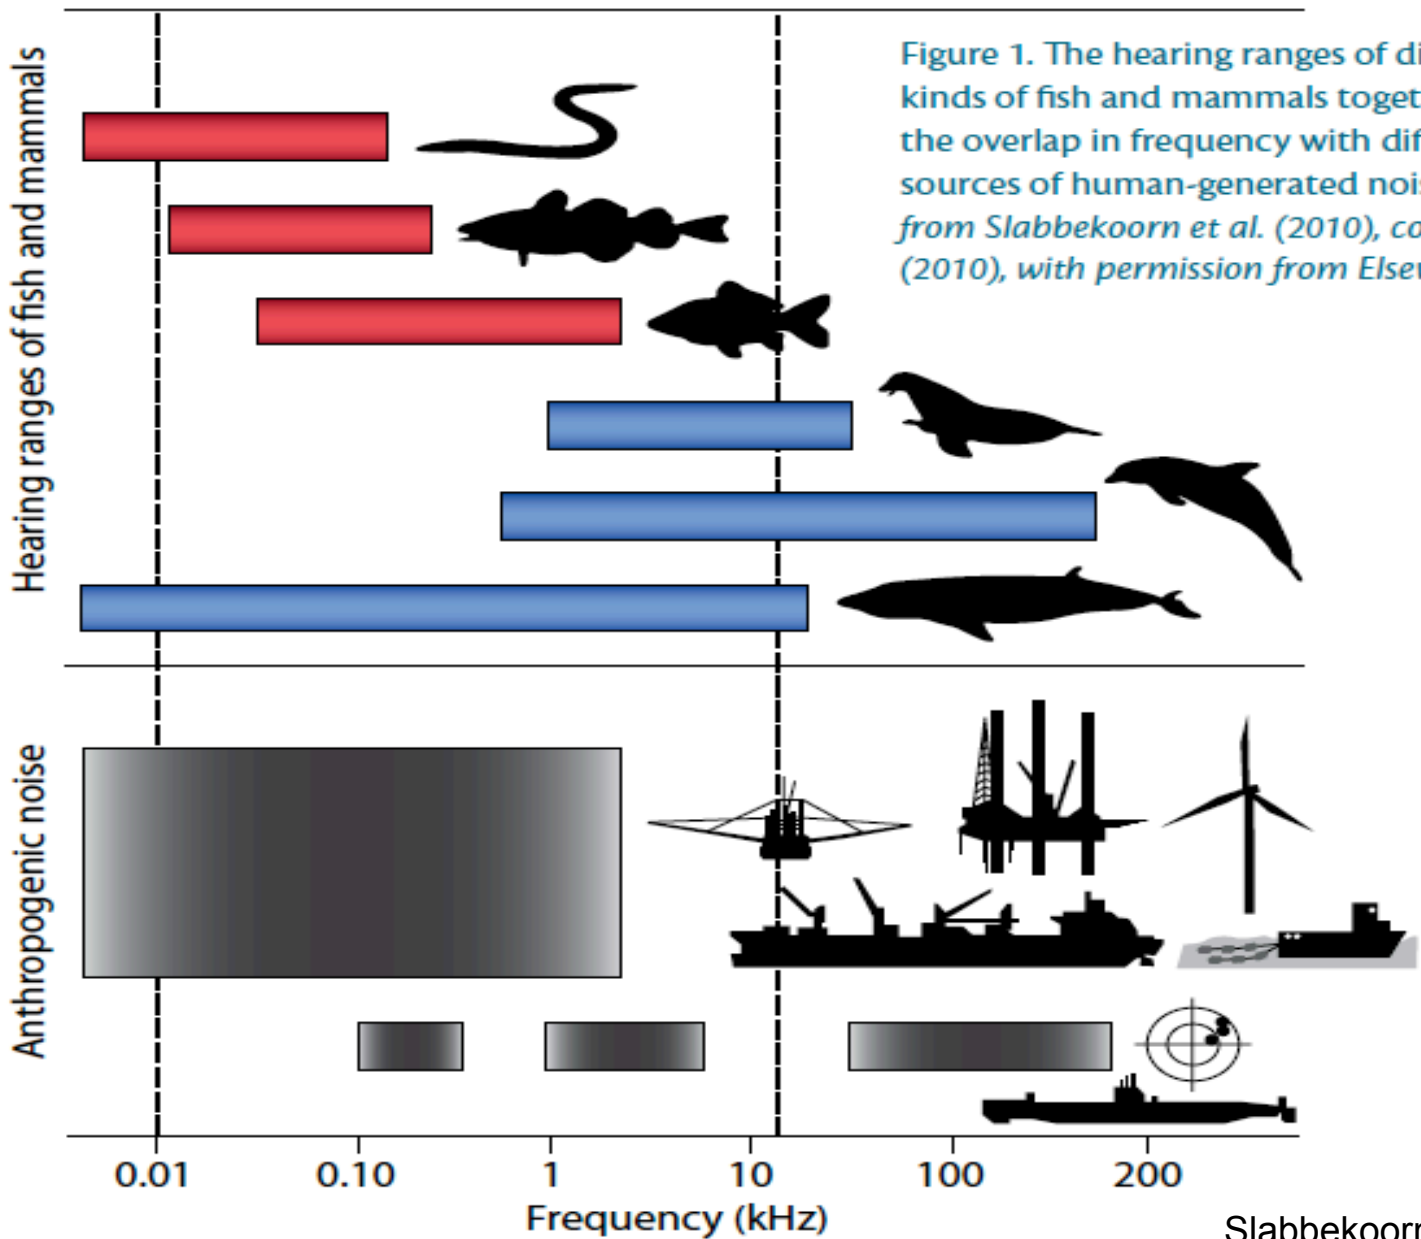 Hearing ranges of fish and mammals
Figure 1. The hearing ranges of di
kinds of fish and mammals toget
the overlap in frequency with dif
sources of human-generated nois
from Slabbekoorn et al. (2010), co
(2010), with permission from Elsev
Anthropogenic noise
0.01 0.10 1 10 100 200
Frequency (kHz)
Slabbekoorn